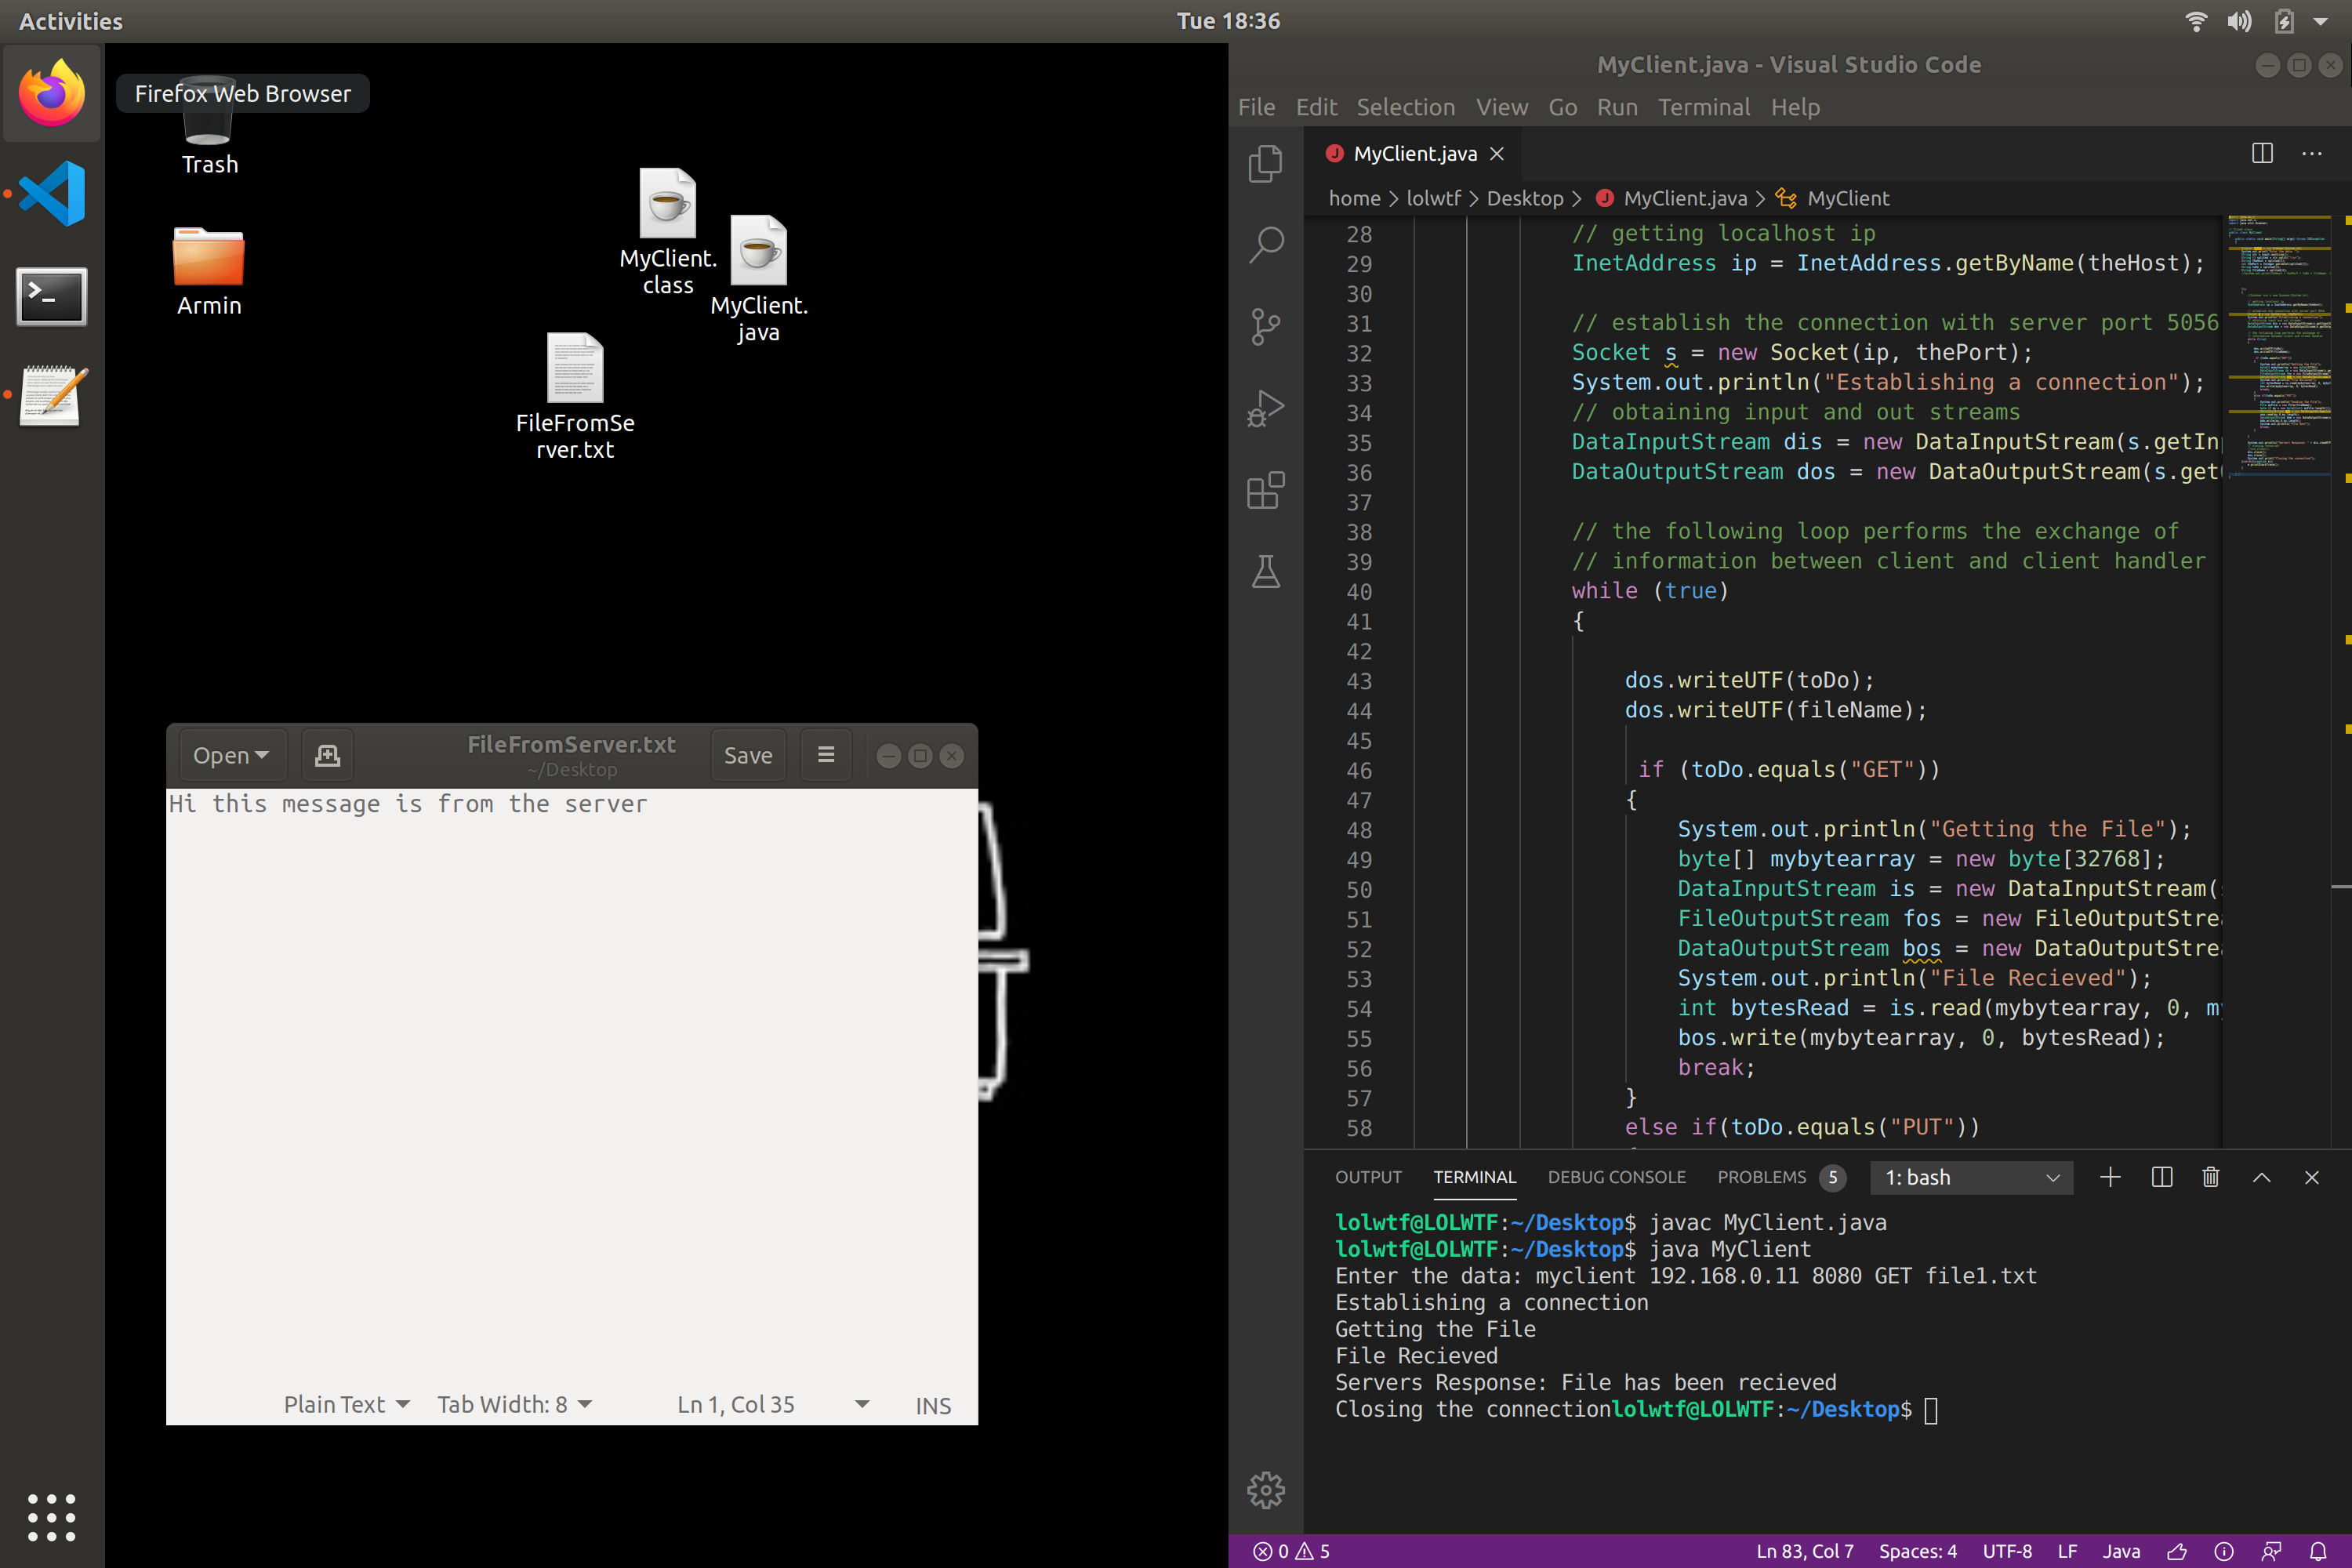 Activities
Tue 18:36
Firefox Web Browser
Trash
Armin
MyClient.
class
MyClient.
java
FileFromSe
rver.txt
Open
FileFromServer.txt
~/Desktop
Save
Hi this message is from the server
Plain Text
Tab Width: 8
Ln 1, Col 35
INS
MyClient.java - Visual Studio Code
File Edit Selection View Go Run Terminal Help
MyClient.java
home > lolwtf > Desktop > MyClient.java > MyClient
28 // getting localhost ip
29 InetAddress ip = InetAddress.getByName(theHost);
30
31 // establish the connection with server port 5056
32 Socket s = new Socket(ip, thePort);
33 System.out.println("Establishing a connection");
34 // obtaining input and out streams
35 DataInputStream dis = new DataInputStream(s.getIn
36 DataOutputStream dos = new DataOutputStream(s.get
37
38 // the following loop performs the exchange of
39 // information between client and client handler
40 while (true)
41 {
42
43 dos.writeUTF(toDo);
44 dos.writeUTF(fileName);
45
46 if (toDo.equals("GET"))
47 {
48 System.out.println("Getting the File");
49 byte[] mybytearray = new byte[32768];
50 DataInputStream is = new DataInputStream(
51 FileOutputStream fos = new FileOutputStrea
52 DataOutputStream bos = new DataOutputStrea
53 System.out.println("File Recieved");
54 int bytesRead = is.read(mybytearray, 0, my
55 bos.write(mybytearray, 0, bytesRead);
56 break;
57 }
58 else if(toDo.equals("PUT"))
OUTPUT TERMINAL DEBUG CONSOLE PROBLEMS 5 1: bash
lolwtf@LOLWTF:~/Desktop$ javac MyClient.java
lolwtf@LOLWTF:~/Desktop$ java MyClient
Enter the data: myclient 192.168.0.11 8080 GET file1.txt
Establishing a connection
Getting the File
File Recieved
Servers Response: File has been recieved
Closing the connectionlolwtf@LOLWTF:~/Desktop$
0 5 Ln 83, Col 7 Spaces: 4 UTF-8 LF Java